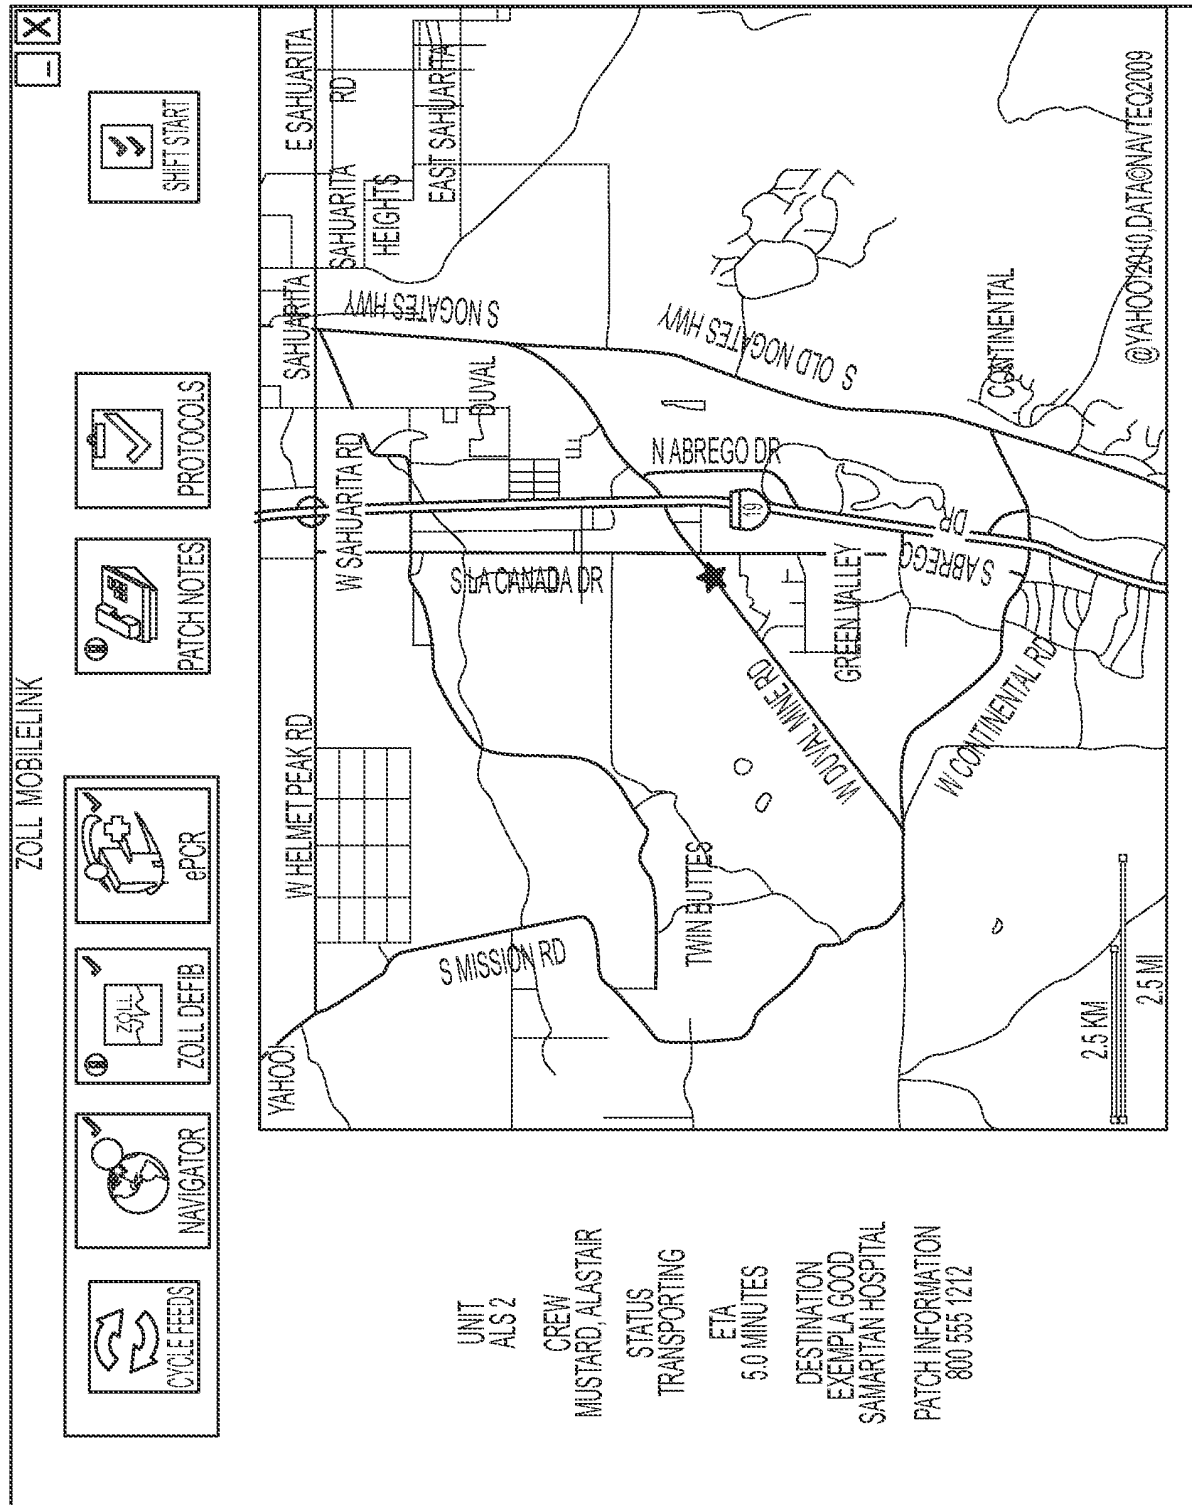 ZOLL MOBILELINK
_ X
CYCLE FEEDS
NAVIGATOR
ZOLL
ZOLL DEFIB
ePCR
PATCH NOTES
PROTOCOLS
SHIFT START
UNIT
ALS 2
CREW
MUSTARD, ALASTAIR
STATUS
TRANSPORTING
ETA
5.0 MINUTES
DESTINATION
EXEMPLA GOOD
SAMARITAN HOSPITAL
PATCH INFORMATION
800 555 1212
YAHOO!
W HELMET PEAK RD
SAHUARITA
E SAHUARITA
RD
W SAHUARITA RD
SAHUARITA
HEIGHTS
EAST SAHUARITA
S NOGATES HWY
S MISSION RD
S LA CANADA DR
DUVAL
N ABREGO DR
S OLD NOGATES HWY
TWIN BUTTES
W DUVAL MINE RD
19
GREEN VALLEY
S ABREGO
DR
W CONTINENTAL RD
CONTINENTAL
2.5 KM
2.5 MI
@YAHOO!2010,DATA©NAVTEQ2009